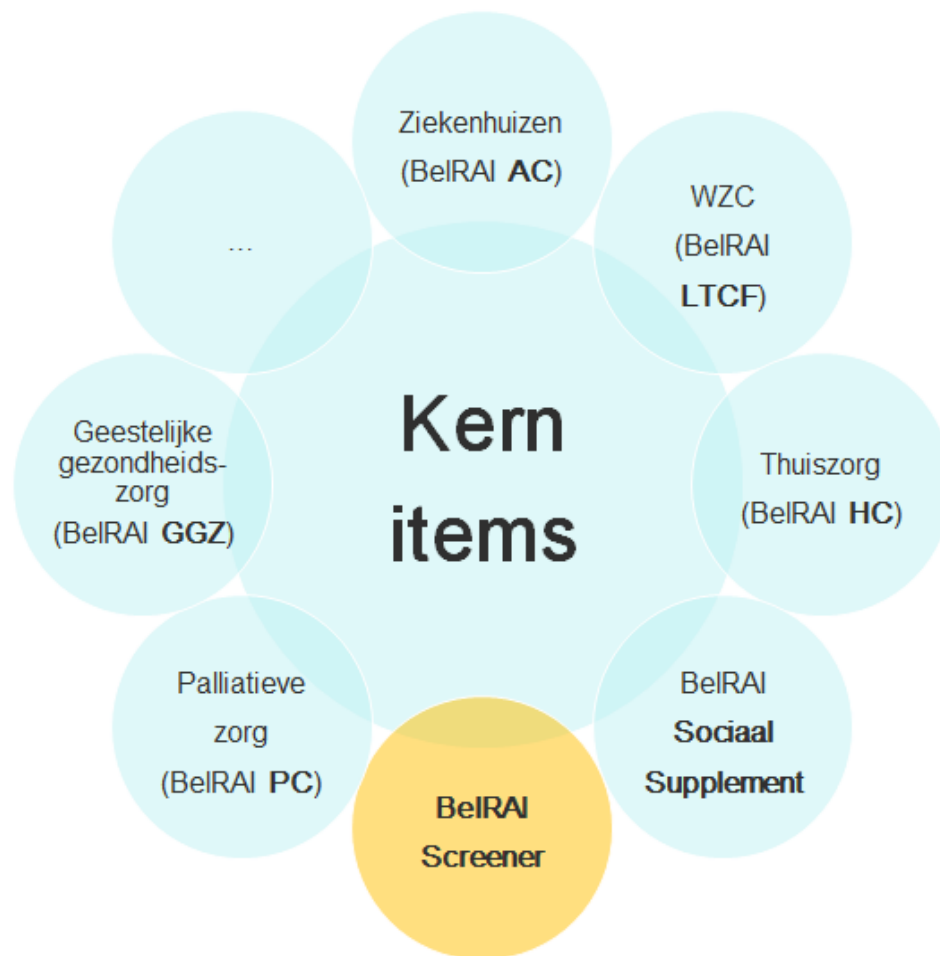 Ziekenhuizen
(BelRAI AC)
WZC
(BelRAI
LTCF)
Thuiszorg
(BelRAI HC)
BelRAI
Sociaal
Supplement
BelRAI
Screener
Palliatieve
zorg
(BelRAI PC)
Geestelijke
gezondheids-
zorg
(BelRAI GGZ)
...
Kern
items